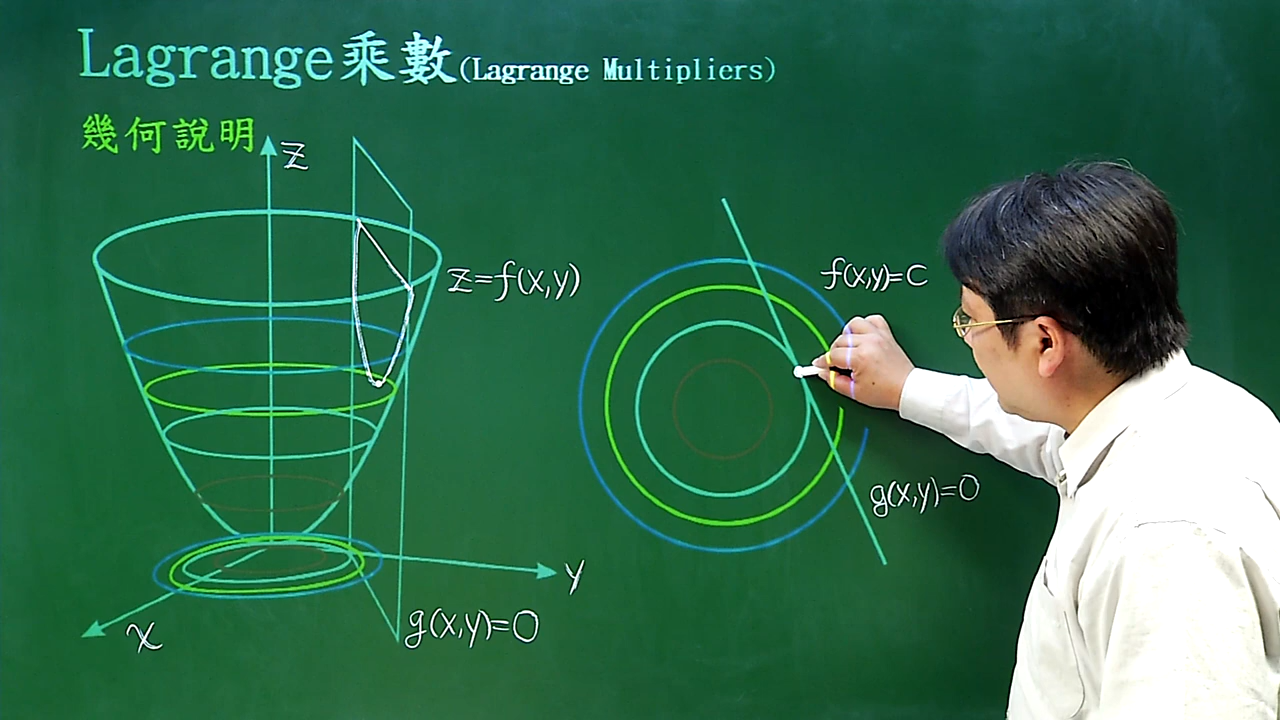 Lagrange乘數(Lagrange Multipliers)
幾何說明
z
z=f(x,y)
f(x,y)=C
g(x,y)=0
y
x
g(x,y)=0